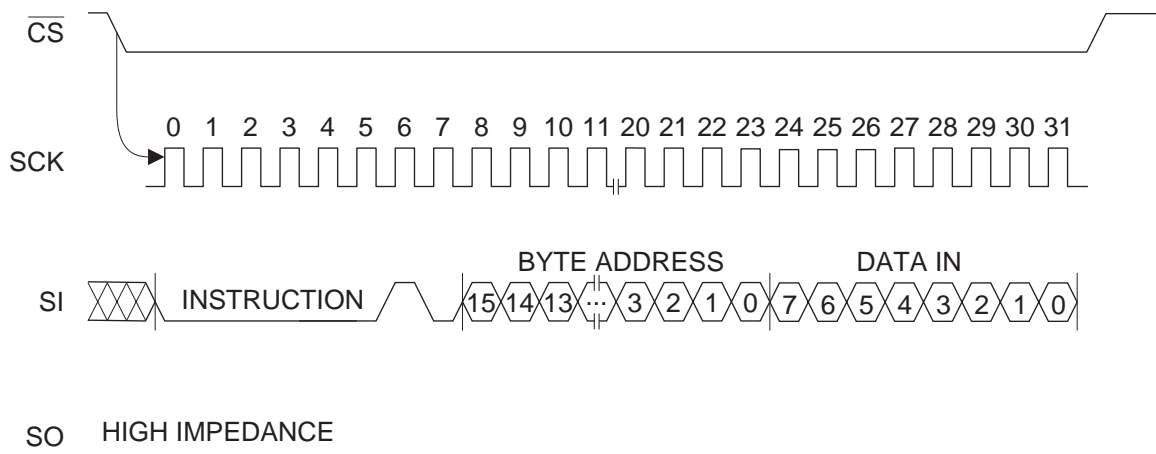 CS
0 1 2 3 4 5 6 7 8 9 10 11 20 21 22 23 24 25 26 27 28 29 30 31
SCK
BYTE ADDRESS DATA IN
SI INSTRUCTION 15 14 13 ... 3 2 1 0 7 6 5 4 3 2 1 0
SO HIGH IMPEDANCE